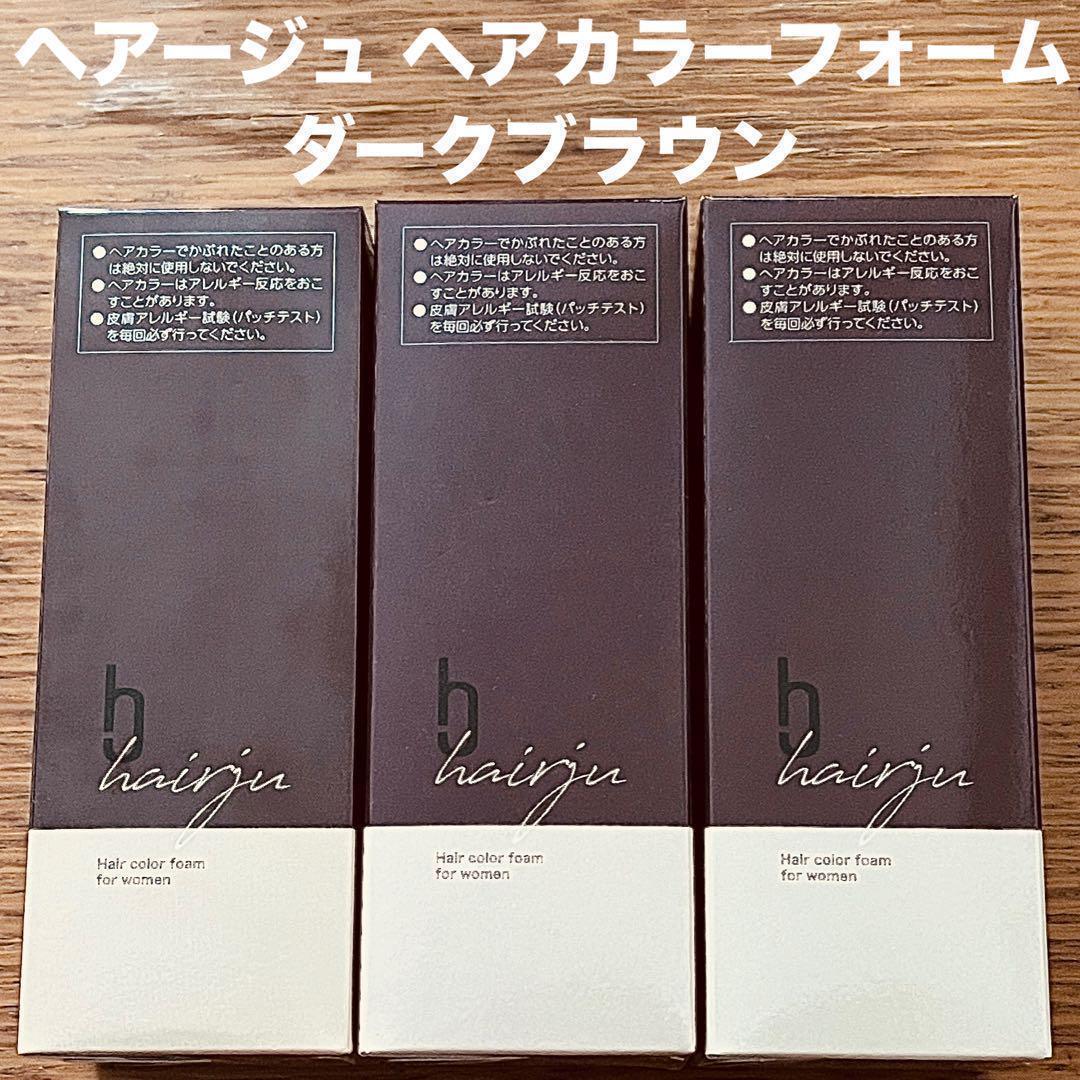 ヘアージュ ヘアカラーフォーム
ダークブラウン
●ヘアカラーでかぶれたことのある方
は絶対に使用しないでください。
●ヘアカラーはアレルギー反応をおこ
すことがあります。
●皮膚アレルギー試験(パッチテスト)
を毎回必ず行ってください。
h
hairju
Hair color foam
for women
●ヘアカラーでかぶれたことのある方
は絶対に使用しないでください。
●ヘアカラーはアレルギー反応をおこ
すことがあります。
●皮膚アレルギー試験(パッチテスト)
を毎回必ず行ってください。
h
hairju
Hair color foam
for women
●ヘアカラーでかぶれたことのある方
は絶対に使用しないでください。
●ヘアカラーはアレルギー反応をおこ
すことがあります。
●皮膚アレルギー試験(パッチテスト)
を毎回必ず行ってください。
h
hairju
Hair color foam
for women